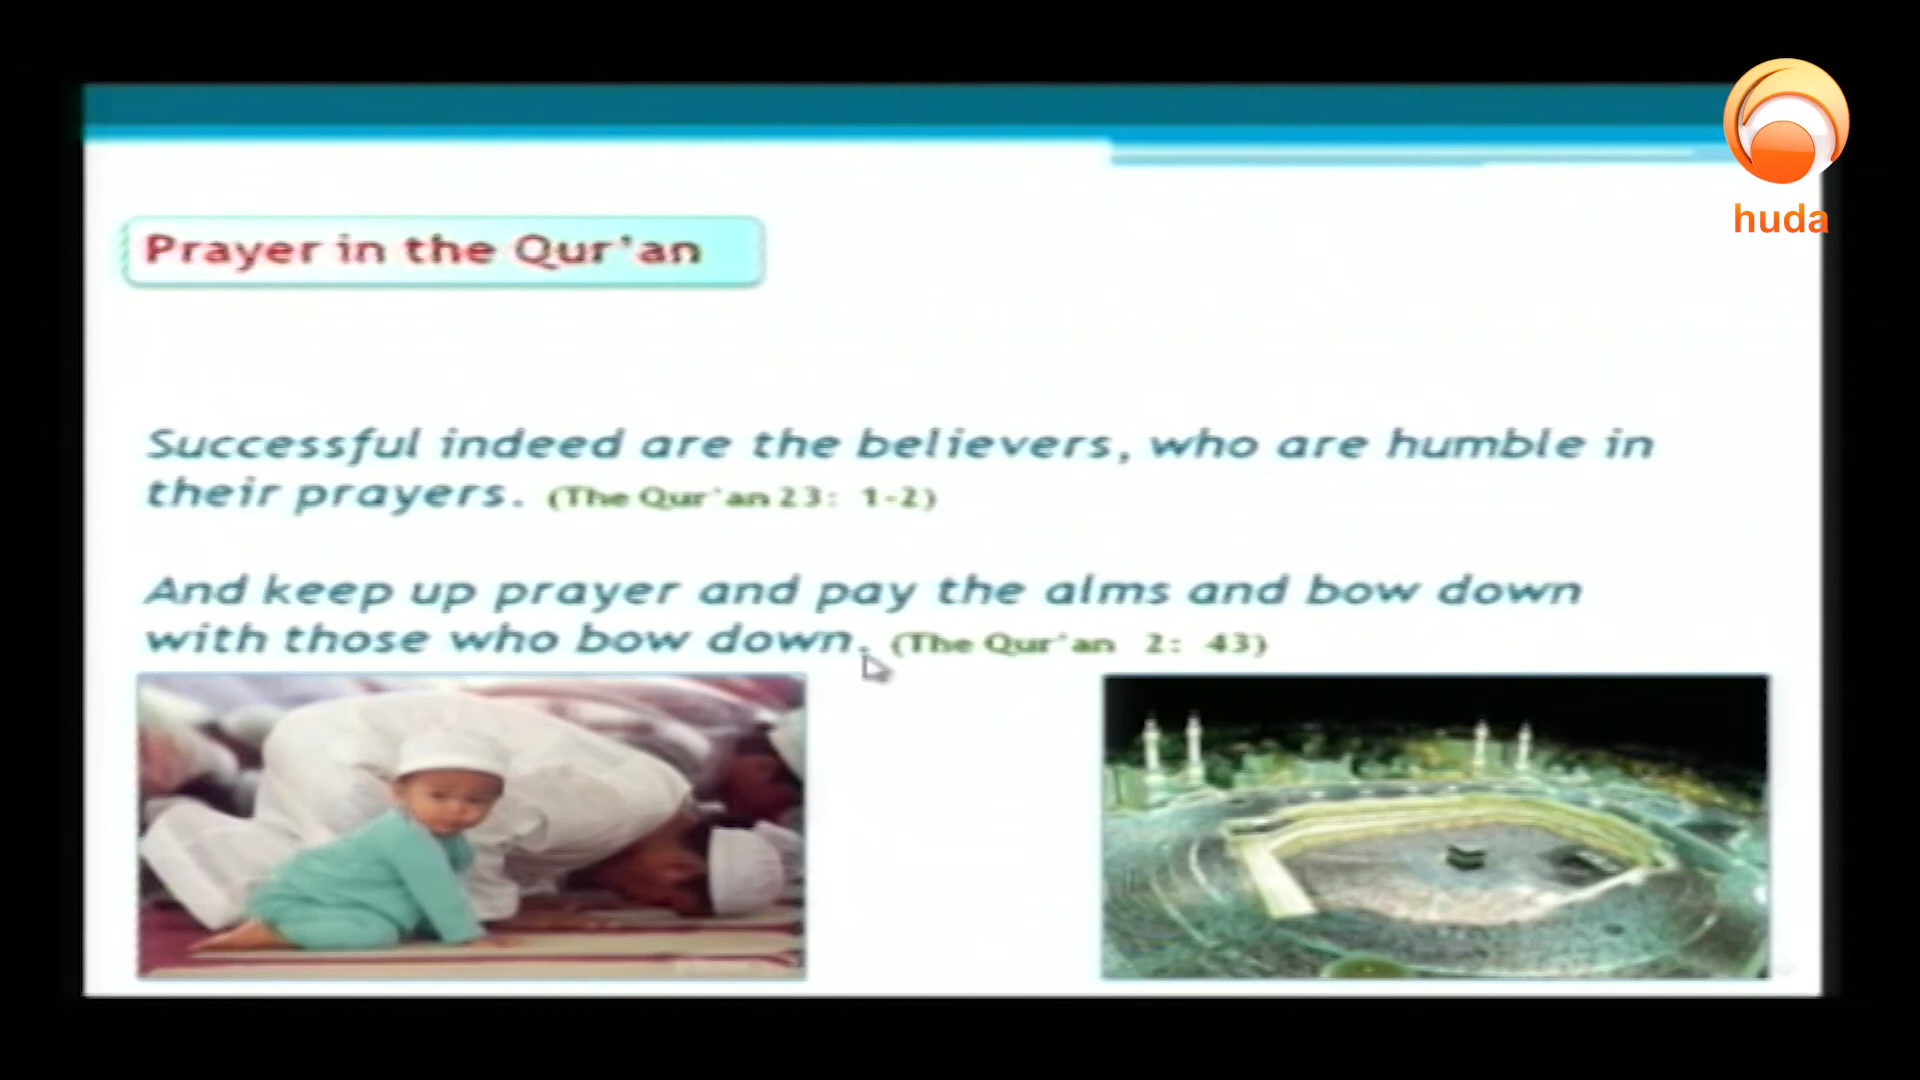 huda
Prayer in the Qur'an
Successful indeed are the believers, who are humble in
their prayers. (The Qur'an 23: 1-2)
And keep up prayer and pay the alms and bow down
with those who bow down. (The Qur'an 2: 43)